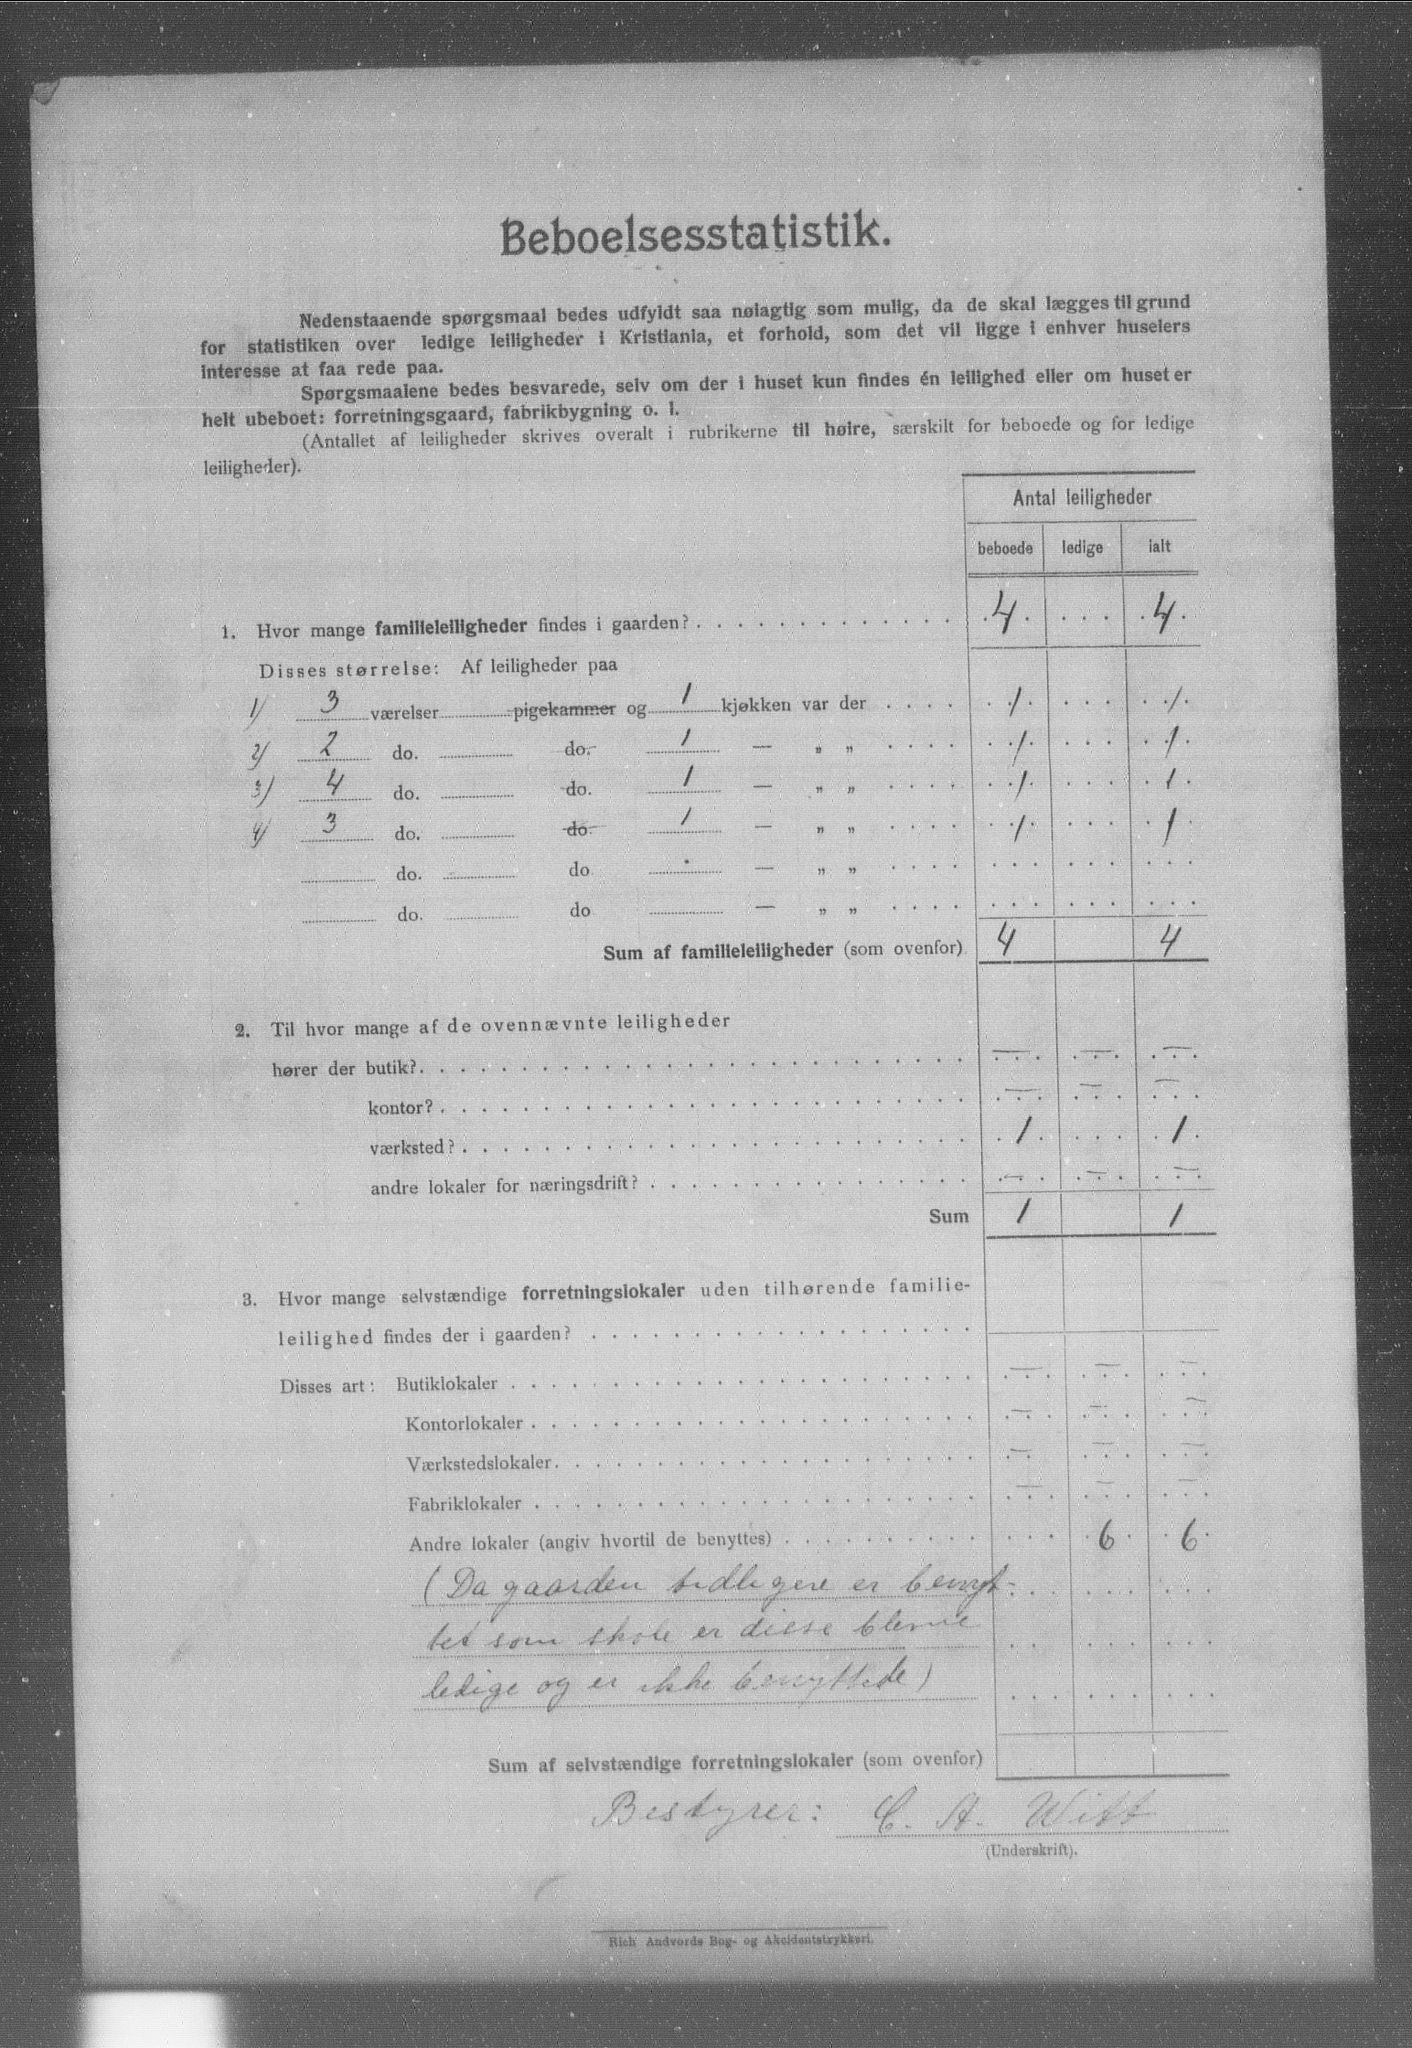 Beboelsesstatistik.
Nedenstaaende spørgsmaal bedes udfyldt saa nøiagtig som mulig, da de skal lægges til grund
for statistiken over ledige leiligheder i Kristiania, et forhold, som det vil ligge i enhver huseiers
interesse at faa rede paa.
Spørgsmaalene bedes besvarede, selv om der i huset kun findes én leilighed eller om huset er
helt ubeboet: forretningsgaard, fabrikbygning o. l.
(Antallet af leiligheder skrives overalt i rubrikerne til høire, særskilt for beboede og for ledige
leiligheder).
Antal leiligheder
beboede ledige ialt
1. Hvor mange familieleiligheder findes i gaarden? . . . . . . . . . . . . . 4 . . . 4
Disses størrelse: Af leiligheder paa
1) 3 værelser pigekammer og 1 kjøkken var der . . . . 1 . . . 1
2) 2 do. do. 1 — „ „ . . . . 1 . . . 1
3) 4 do. do. 1 — „ „ . . . . 1 . . . 1
4) 3 do. do. 1 — „ „ . . . . 1 . . . 1
do. do — „ „ . . . .
do. do — „ „ . . . .
Sum af familieleiligheder (som ovenfor) 4 4
2. Til hvor mange af de ovennævnte leiligheder
hører der butik? . . . — — —
kontor? . . . — — —
værksted? . . . 1 . . . 1
andre lokaler for næringsdrift? . . . — — —
Sum 1 1
3. Hvor mange selvstændige forretningslokaler uden tilhørende familie-
leilighed findes der i gaarden? . . .
Disses art: Butiklokaler . . . — — —
Kontorlokaler . . . — — —
Værkstedslokaler . . . — — —
Fabriklokaler . . . — — —
Andre lokaler (angiv hvortil de benyttes) . . . 6 6
(Da gaarden tidligere er benyt-
tet som skole er disse blevne
ledige og er ikke benyttede)
Sum af selvstændige forretningslokaler (som ovenfor)
Bestyrer: C. A. Witt
(Underskrift).
Rich Andvords Bog- og Akcidentstrykkeri.